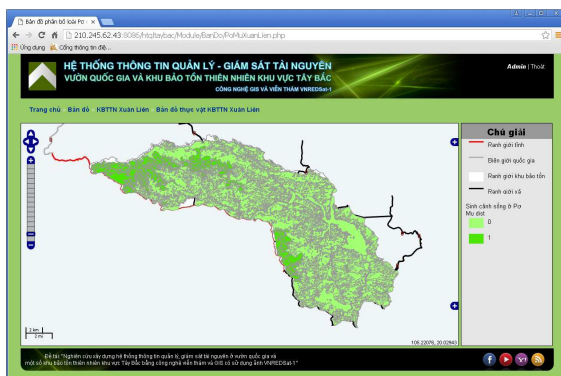 Bản đồ phân bố loài Pơ
210.245.62.43:8086/htqltaybac/Module/BanDo/PoMuXuanLien.php
Ứng dụng
Cổng thông tin điệ...
HỆ THỐNG THÔNG TIN QUẢN LÝ - GIÁM SÁT TÀI NGUYÊN
VƯỜN QUỐC GIA VÀ KHU BẢO TỒN THIÊN NHIÊN KHU VỰC TÂY BẮC
CÔNG NGHỆ GIS VÀ VIỄN THÁM VNREDSat-1
Admin | Thoát
Trang chủ Bản đồ KBTTN Xuân Liên Bản đồ thực vật KBTTN Xuân Liên
Chú giải
Ranh giới tỉnh
Biên giới quốc gia
Ranh giới khu bảo tồn
Ranh giới xã
Sinh cảnh sống ở Pơ
Mu dist
0
1
2 km
2 mi
105.22076, 20.02943
Đề tài "Nghiên cứu xây dựng hệ thống thông tin quản lý, giám sát tài nguyên ở vườn quốc gia và
một số khu bảo tồn thiên nhiên khu vực Tây Bắc bằng công nghệ viễn thám và GIS có sử dụng ảnh VNREDSat-1"